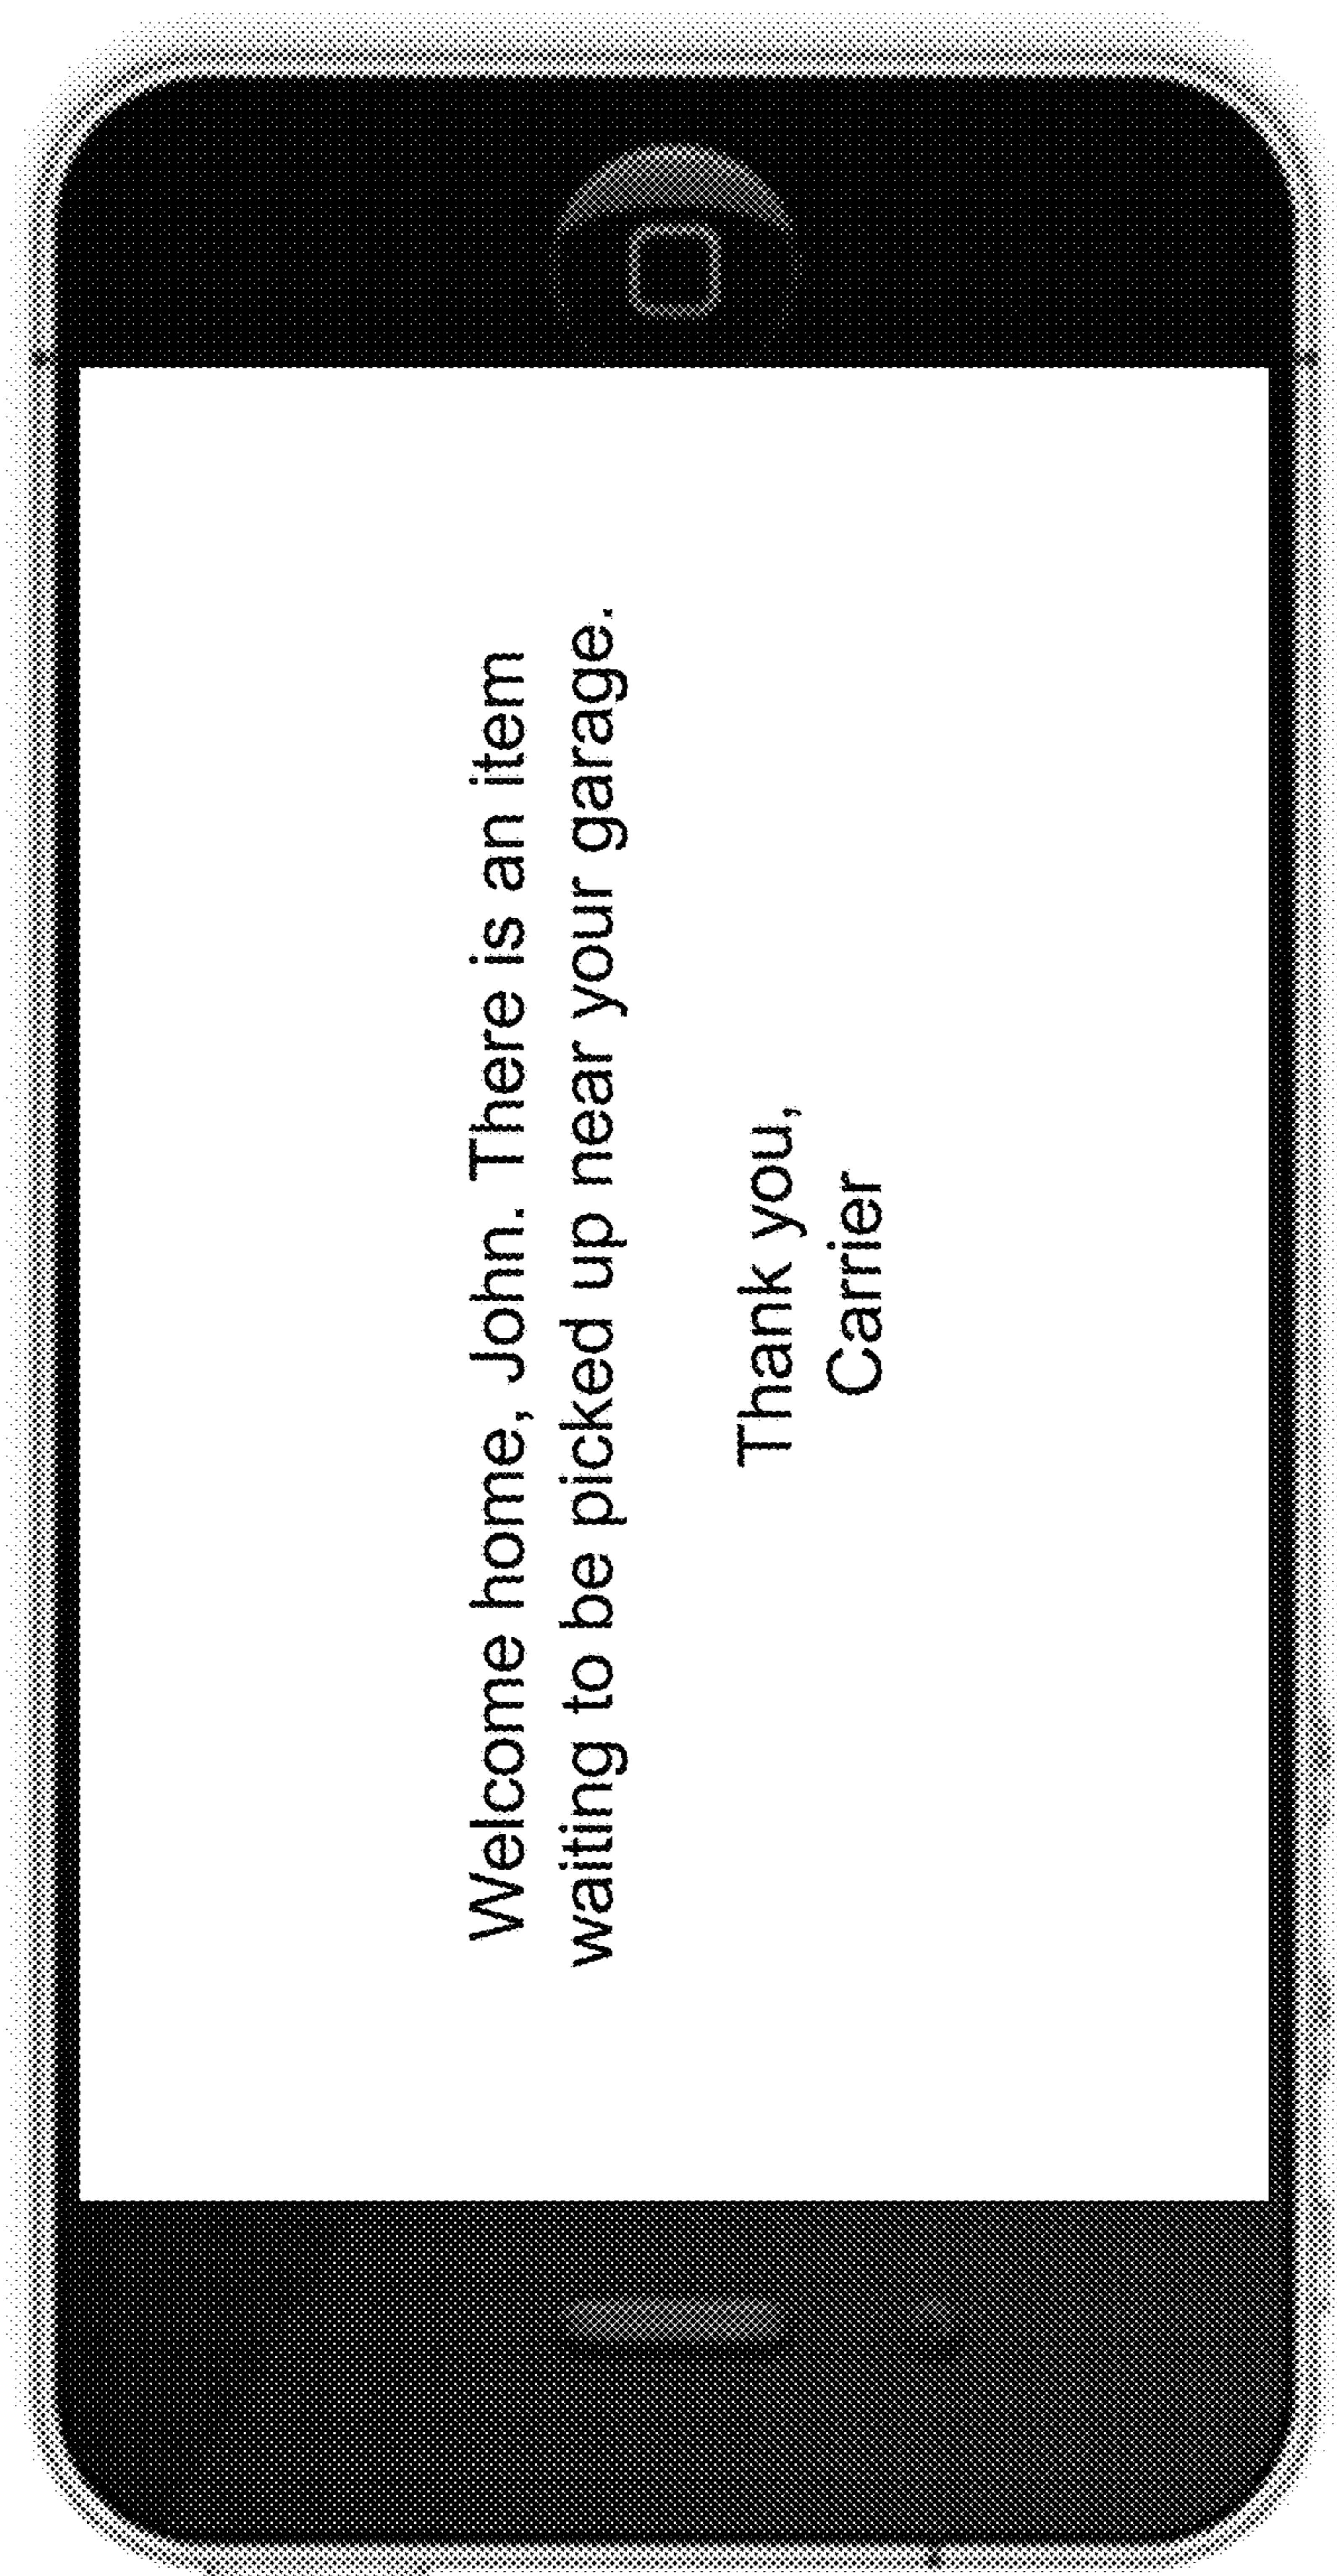 Welcome home, John. There is an item
waiting to be picked up near your garage.
Thank you,
Carrier